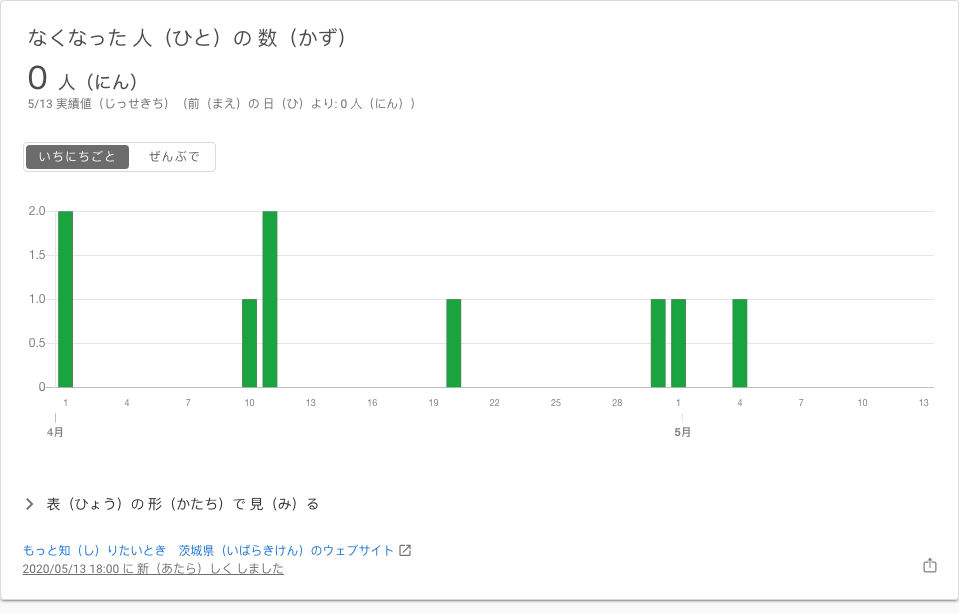 なくなった 人（ひと）の 数（かず）
0 人（にん）
5/13 実績値（じっせきち）（前（まえ）の 日（ひ）より: 0 人（にん））
いちにちごと ぜんぶで
2.0
1.5
1.0
0.5
0
1 4 7 10 13 16 19 22 25 28 1 4 7 10 13
4月 5月
表（ひょう）の 形（かたち）で 見（み）る
もっと知（し）りたいとき　茨城県（いばらきけん）のウェブサイト
2020/05/13 18:00 に 新（あたら）しく しました